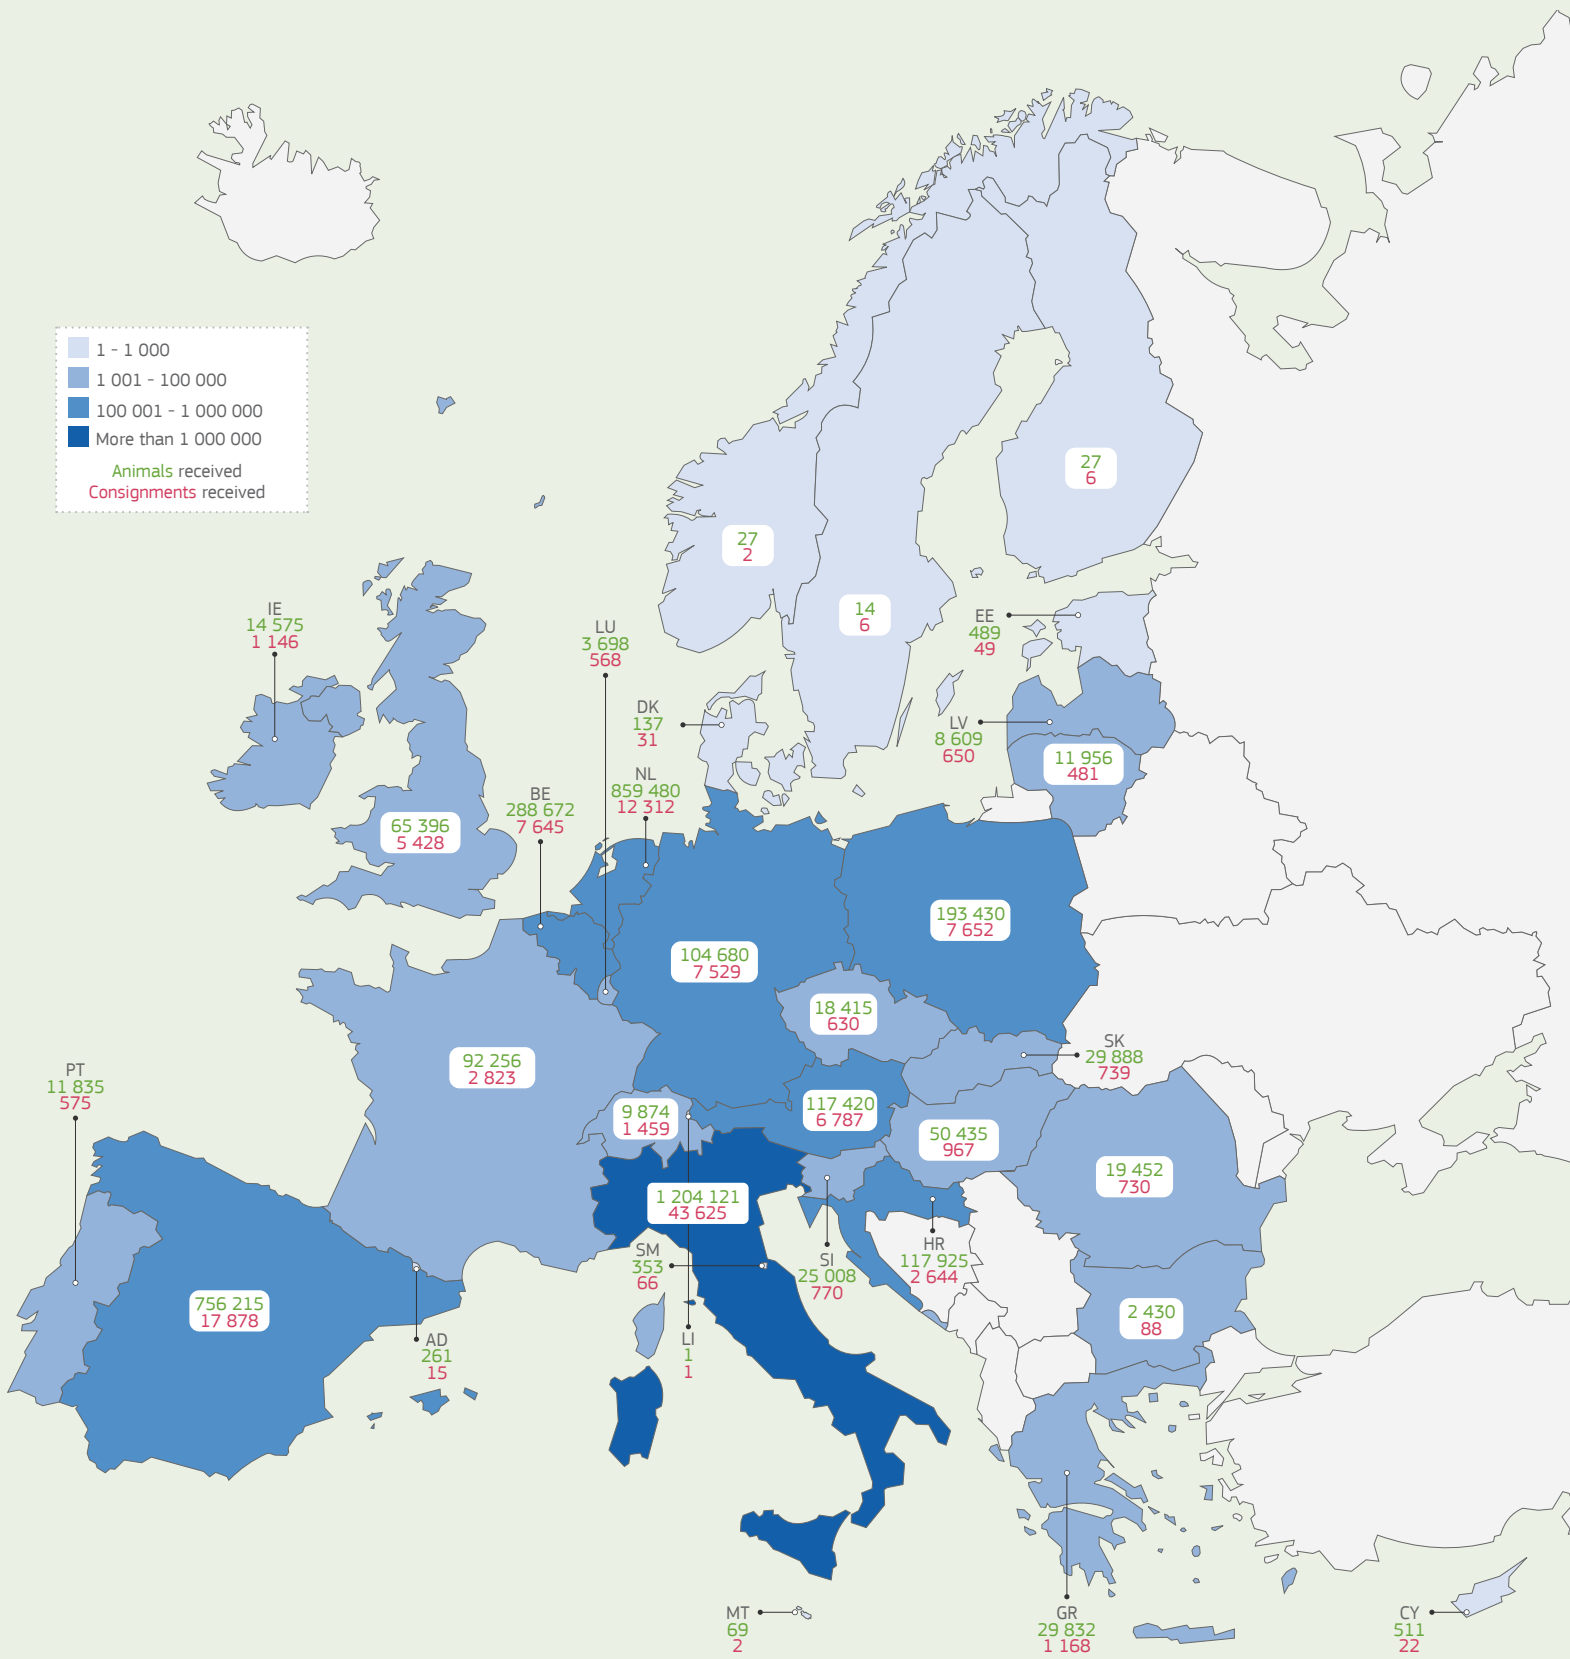 1 - 1 000
1 001 - 100 000
100 001 - 1 000 000
More than 1 000 000
Animals received
Consignments received
27
6
27
2
14
6
IE
14 575
1 146
LU
3 698
568
EE
489
49
DK
137
31
LV
8 609
650
11 956
481
NL
859 480
12 312
BE
288 672
7 645
65 396
5 428
193 430
7 652
104 680
7 529
18 415
630
SK
29 888
739
92 256
2 823
PT
11 835
575
9 874
1 459
117 420
6 787
50 435
967
19 452
730
1 204 121
43 625
SM
353
66
SI
25 008
770
HR
117 925
2 644
756 215
17 878
2 430
88
AD
261
15
LI
1
1
MT
69
2
GR
29 832
1 168
CY
511
22